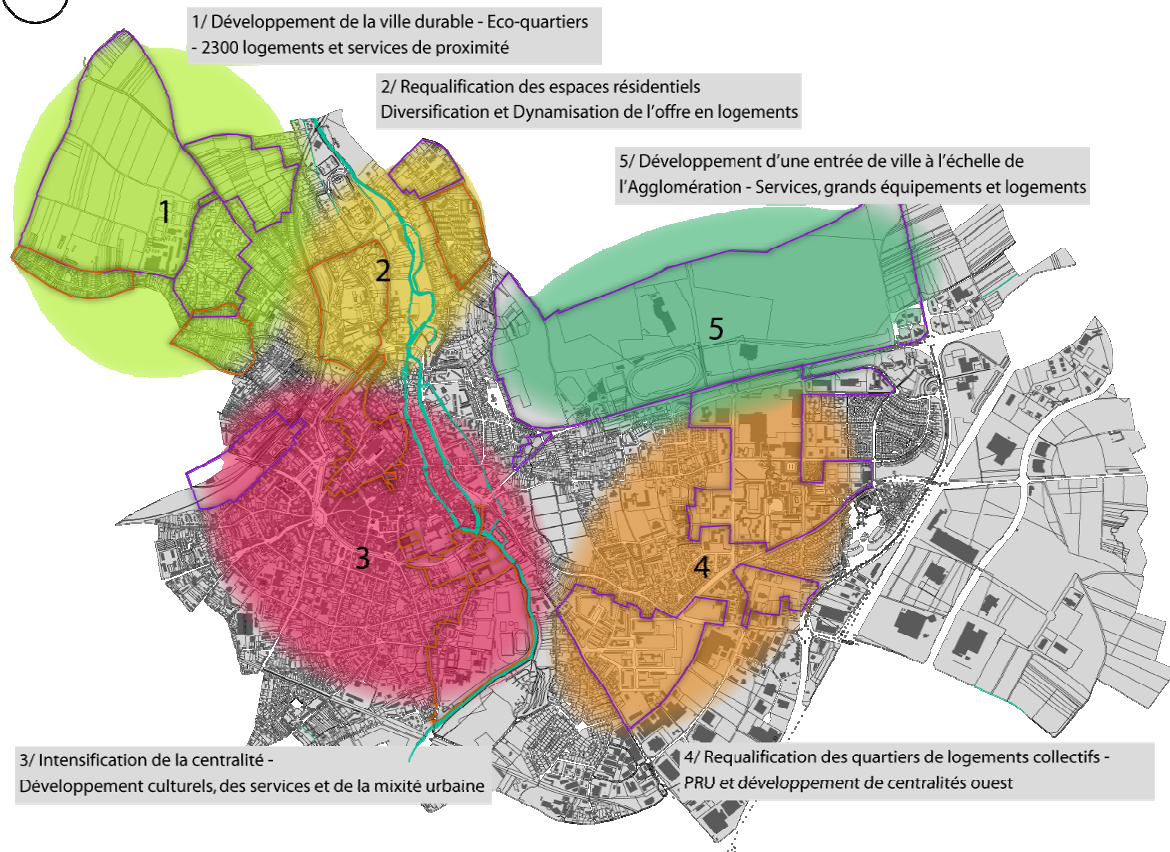 1/ Développement de la ville durable - Eco-quartiers
- 2300 logements et services de proximité
2/ Requalification des espaces résidentiels
Diversification et Dynamisation de l'offre en logements
5/ Développement d'une entrée de ville à l'échelle de
l'Agglomération - Services, grands équipements et logements
1
2
5
3
4
3/ Intensification de la centralité -
Développement culturels, des services et de la mixité urbaine
4/ Requalification des quartiers de logements collectifs -
PRU et développement de centralités ouest